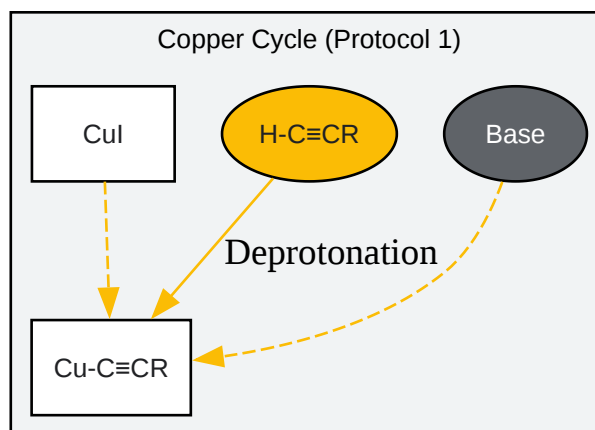 Copper Cycle (Protocol 1)
CuI
H-C≡CR
Base
Deprotonation
Cu-C≡CR